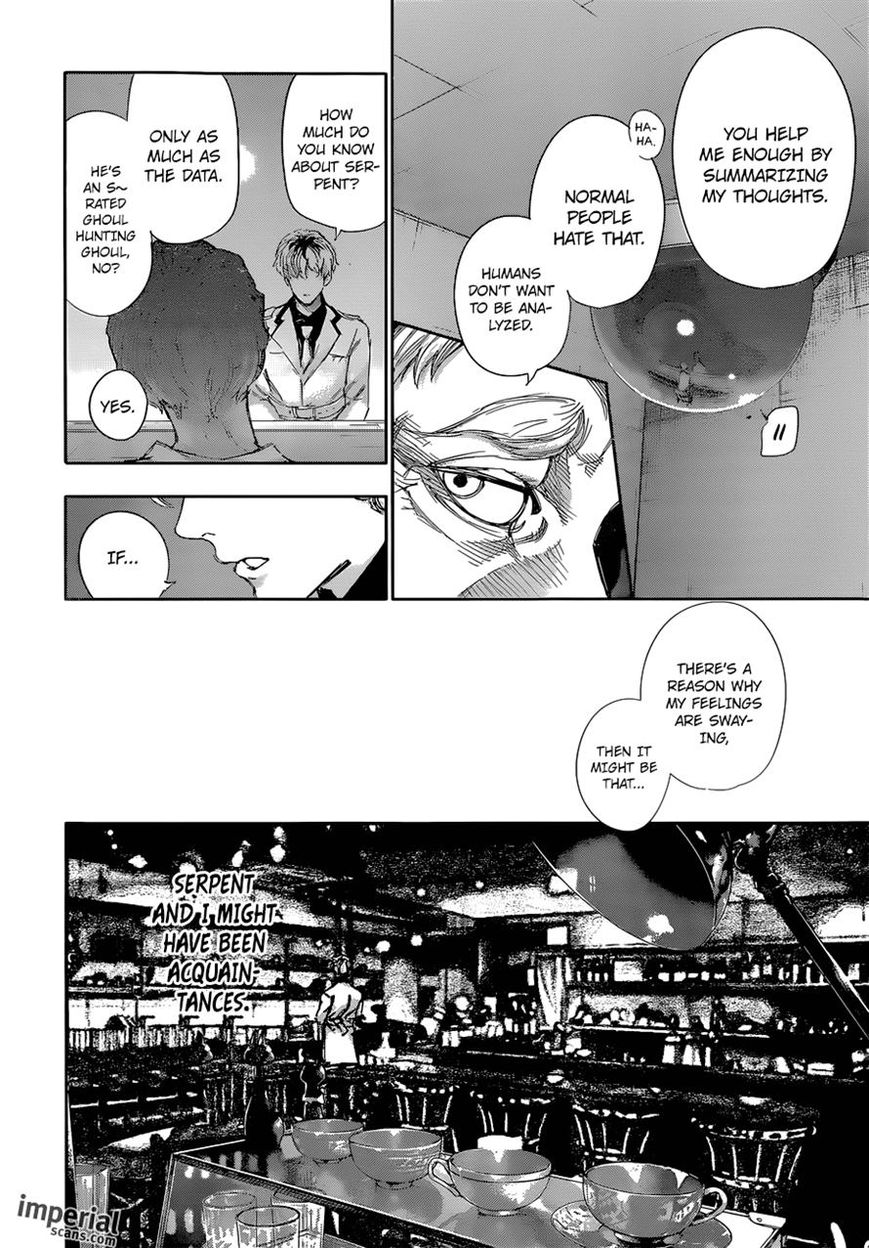 YOU HELP
ME ENOUGH BY
SUMMARIZING
MY THOUGHTS.
HA-
HA.
NORMAL
PEOPLE
HATE THAT.
HUMANS
DON'T WANT
TO BE ANA-
LYZED.
"
HOW
MUCH DO
YOU KNOW
ABOUT SER-
PENT?
ONLY AS
MUCH AS
THE DATA.
HE'S
AN S~
RATED
GHOUL
HUNTING
GHOUL,
NO?
YES.
IF...
THERE'S A
REASON WHY
MY FEELINGS
ARE SWAY-
ING,
THEN IT
MIGHT BE
THAT...
SERPENT
AND I MIGHT
HAVE BEEN
ACQUAIN-
TANCES.
imperial
scans.com